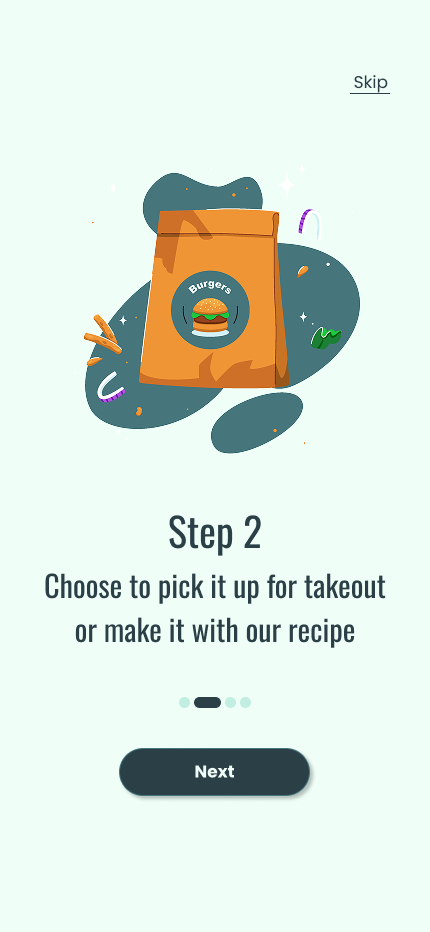 Skip
Burgers
Step 2
Choose to pick it up for takeout
or make it with our recipe
Next